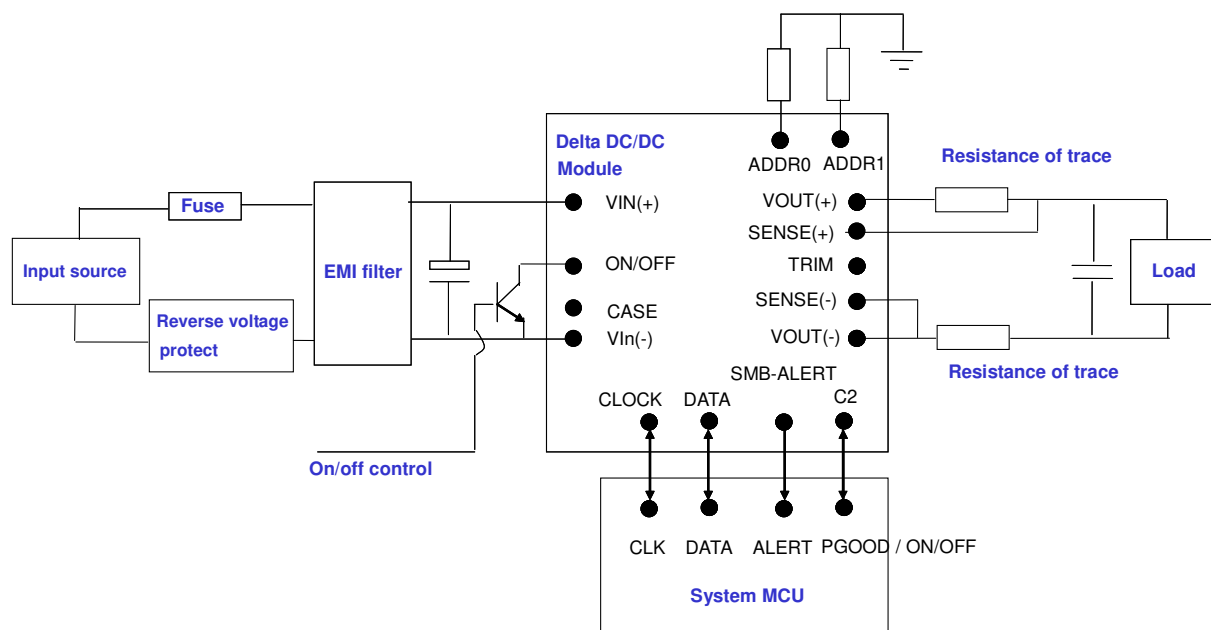 Delta DC/DC
Module
ADDR0
ADDR1
Resistance of trace
Fuse
VIN(+)
VOUT(+)
SENSE(+)
Input source
EMI filter
ON/OFF
TRIM
Load
CASE
SENSE(-)
Reverse voltage
protect
VIn(-)
VOUT(-)
Resistance of trace
SMB-ALERT
CLOCK
DATA
C2
On/off control
CLK
DATA
ALERT
PGOOD / ON/OFF
System MCU